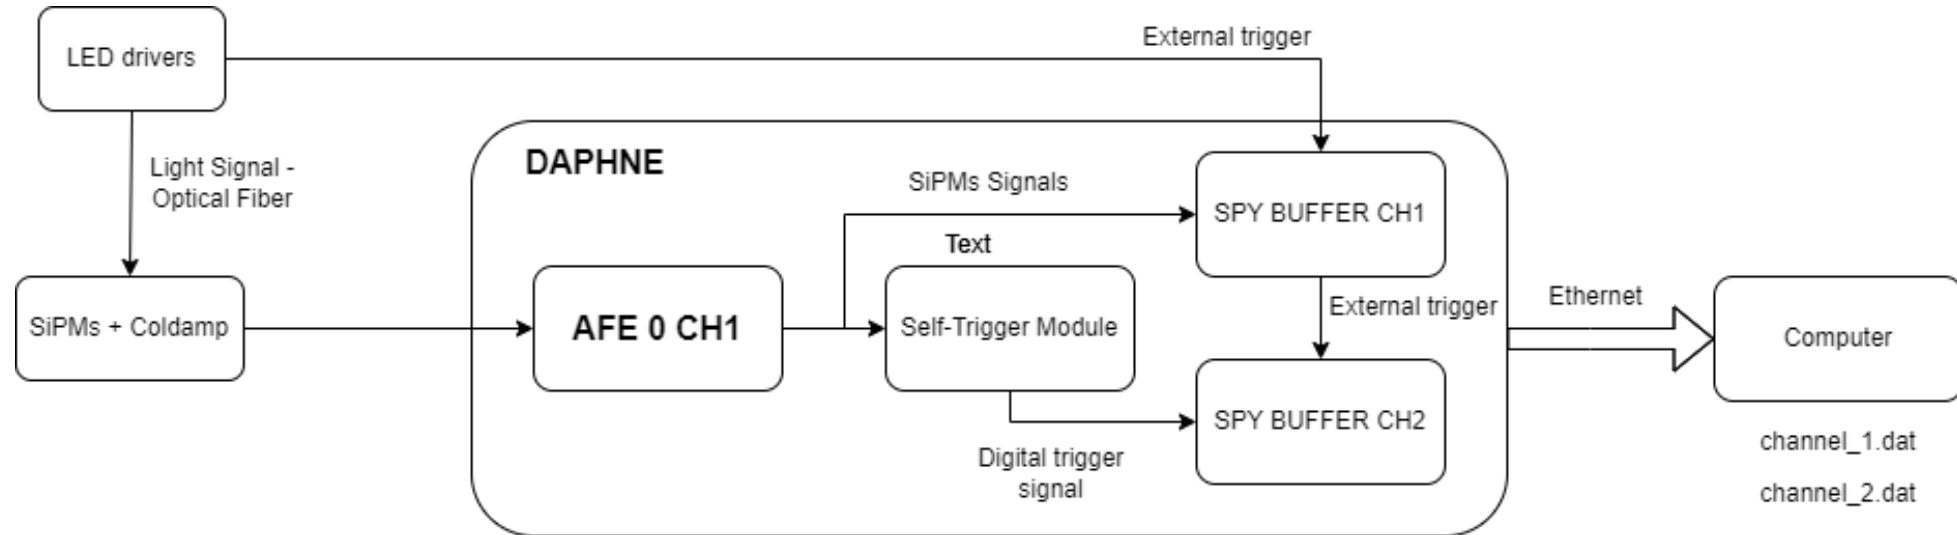 LED drivers
External trigger
Light Signal -
Optical Fiber
DAPHNE
SiPMs Signals
SPY BUFFER CH1
Text
SiPMs + Coldamp
AFE 0 CH1
Self-Trigger Module
External trigger
Ethernet
Computer
SPY BUFFER CH2
Digital trigger
signal
channel_1.dat
channel_2.dat